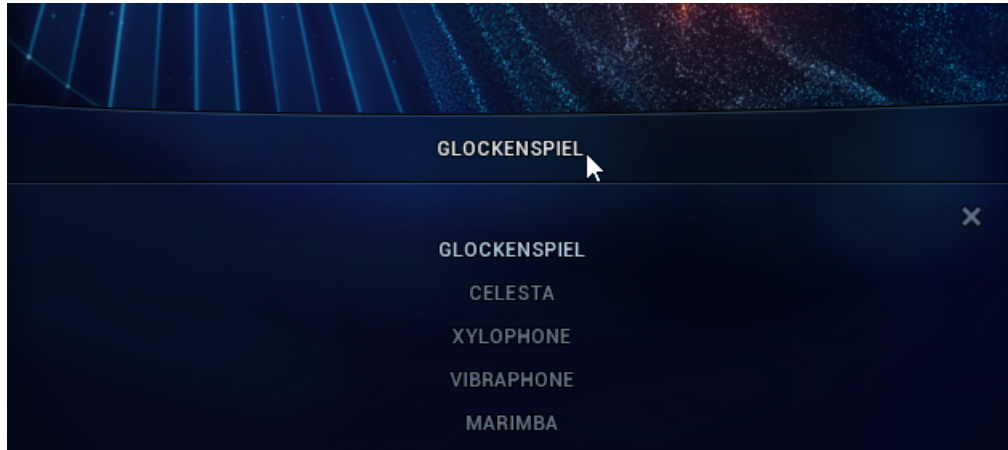 GLOCKENSPIEL
GLOCKENSPIEL
CELESTA
XYLOPHONE
VIBRAPHONE
MARIMBA